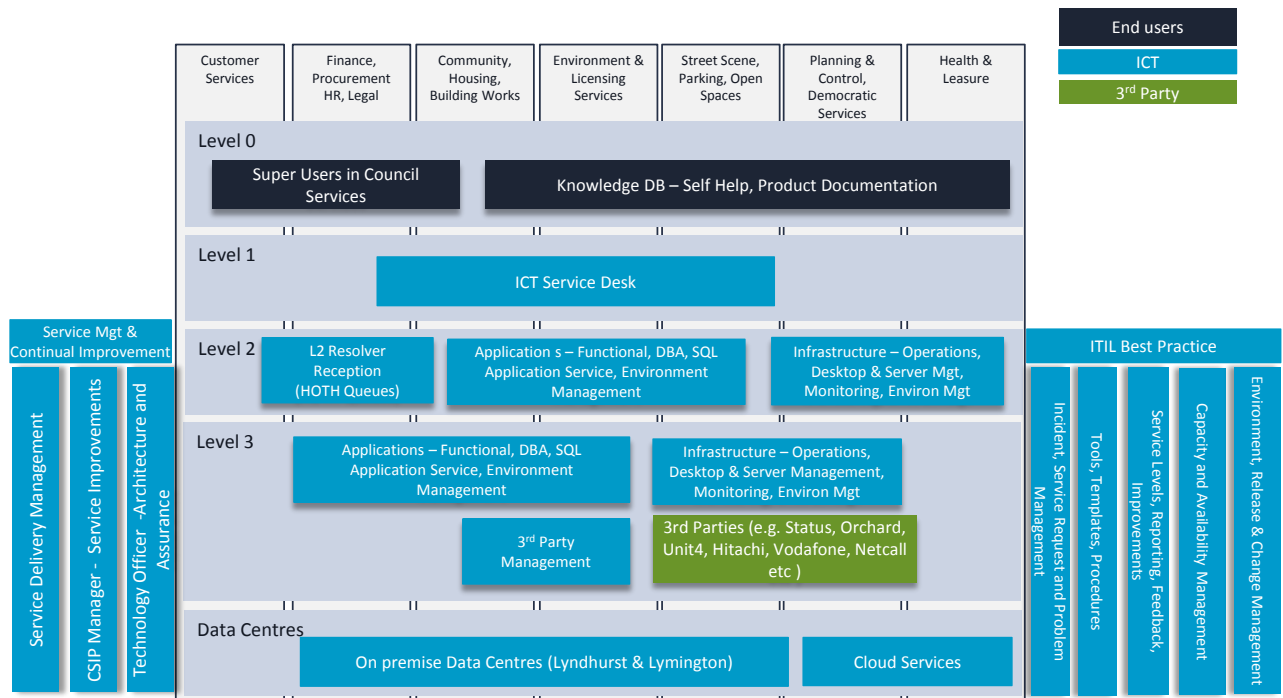 End users
ICT
3rd Party
Customer
Services
Finance,
Procurement
HR, Legal
Community,
Housing,
Building Works
Environment &
Licensing
Services
Street Scene,
Parking, Open
Spaces
Planning &
Control,
Democratic
Services
Health &
Leasure
Level 0
Super Users in Council
Services
Knowledge DB – Self Help, Product Documentation
Level 1
ICT Service Desk
Service Mgt &
Continual Improvement
Service Delivery Management
CSIP Manager - Service Improvements
Technology Officer -Architecture and
Assurance
Level 2
L2 Resolver
Reception
(HOTH Queues)
Application s – Functional, DBA, SQL
Application Service, Environment
Management
Infrastructure – Operations,
Desktop & Server Mgt,
Monitoring, Environ Mgt
Level 3
Applications – Functional, DBA, SQL
Application Service, Environment
Management
Infrastructure – Operations,
Desktop & Server Management,
Monitoring, Environ Mgt
3rd Party
Management
3rd Parties (e.g. Status, Orchard,
Unit4, Hitachi, Vodafone, Netcall
etc )
Data Centres
On premise Data Centres (Lyndhurst & Lymington)
Cloud Services
ITIL Best Practice
Incident, Service Request and Problem
Management
Tools, Templates, Procedures
Service Levels, Reporting, Feedback,
Improvements
Capacity and Availability Management
Environment, Release & Change Management